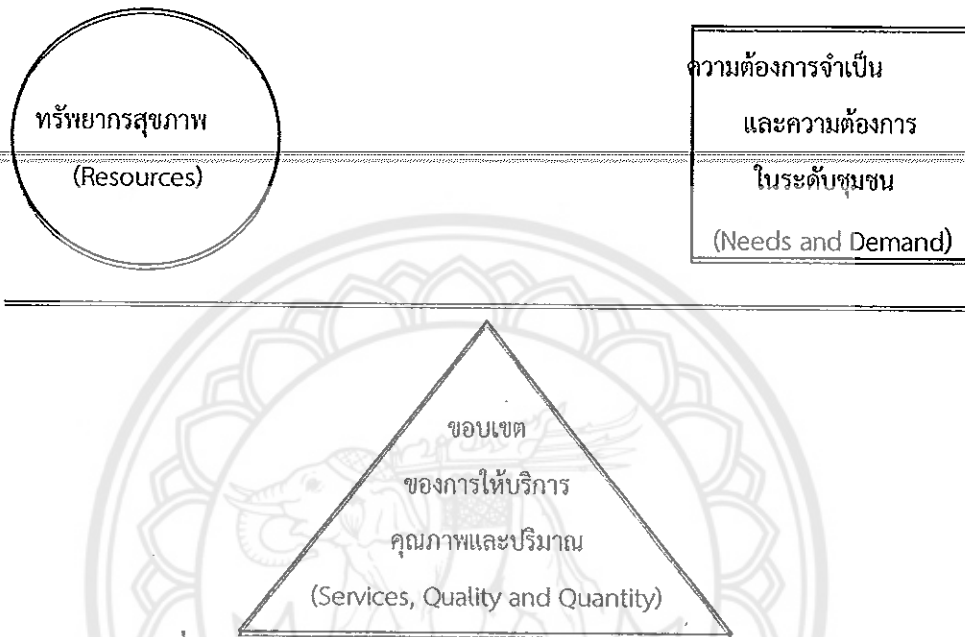 ทรัพยากรสุขภาพ
(Resources)
ความต้องการจำเป็น
และความต้องการ
ในระดับชุมชน
(Needs and Demand)
ขอบเขต
ของการให้บริการ
คุณภาพและปริมาณ
(Services, Quality and Quantity)